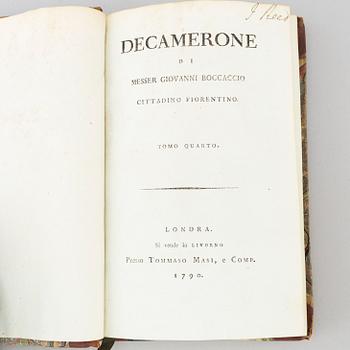 DECAMERONE
DI
MESSER GIOVANNI BOCCACCIO
CITTADINO FIORENTINO.
TOMO QUARTO.
LONDRA.
Si vende in LIVORNO
Presso TOMMASO MASI, e COMP.
1790.